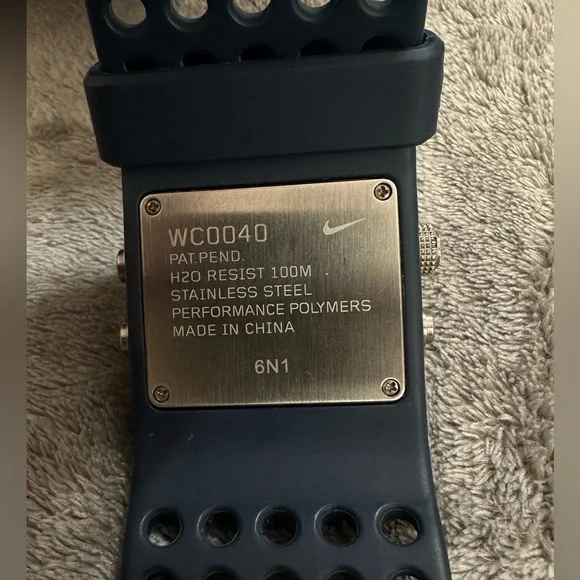 WC0040
PAT.PEND.
H2O RESIST 100M
STAINLESS STEEL
PERFORMANCE POLYMERS
MADE IN CHINA
6N1